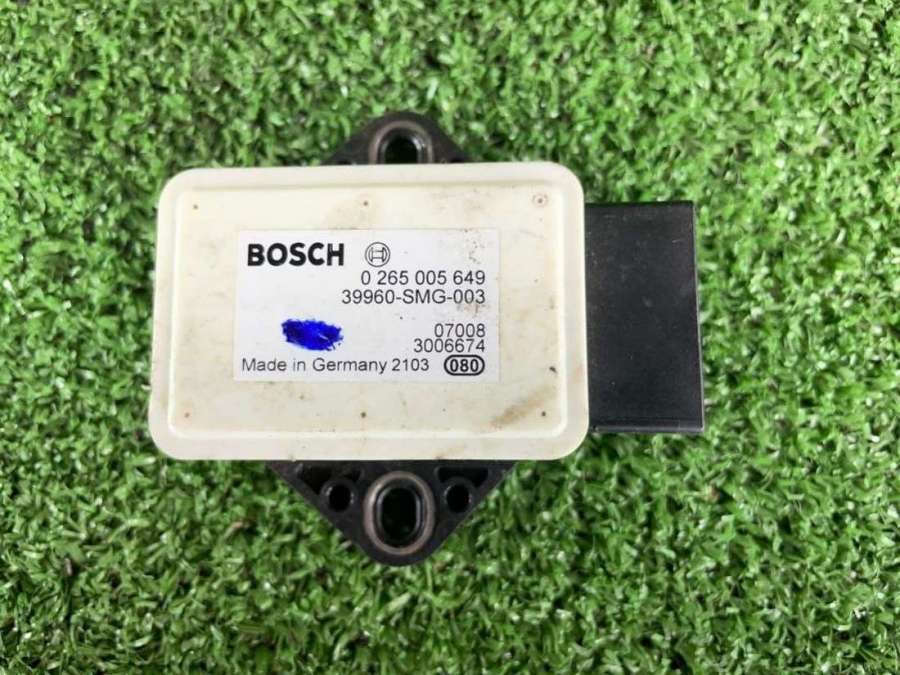 BOSCH
0 265 005 649
39960-SMG-003
07008
3006674
Made in Germany 2103 080